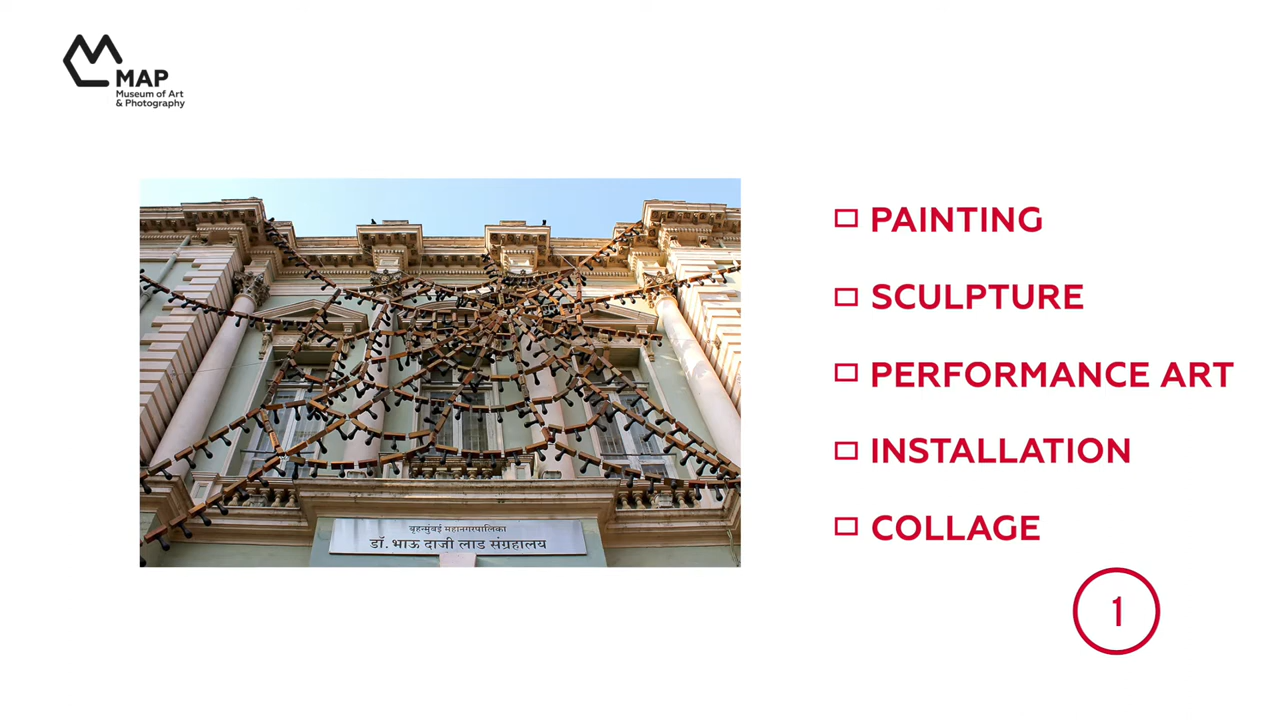 MAP
Museum of Art
& Photography
बृहन्मुंबई महानगरपालिका
डॉ. भाऊ दाजी लाड संग्रहालय
PAINTING
SCULPTURE
PERFORMANCE ART
INSTALLATION
COLLAGE
1